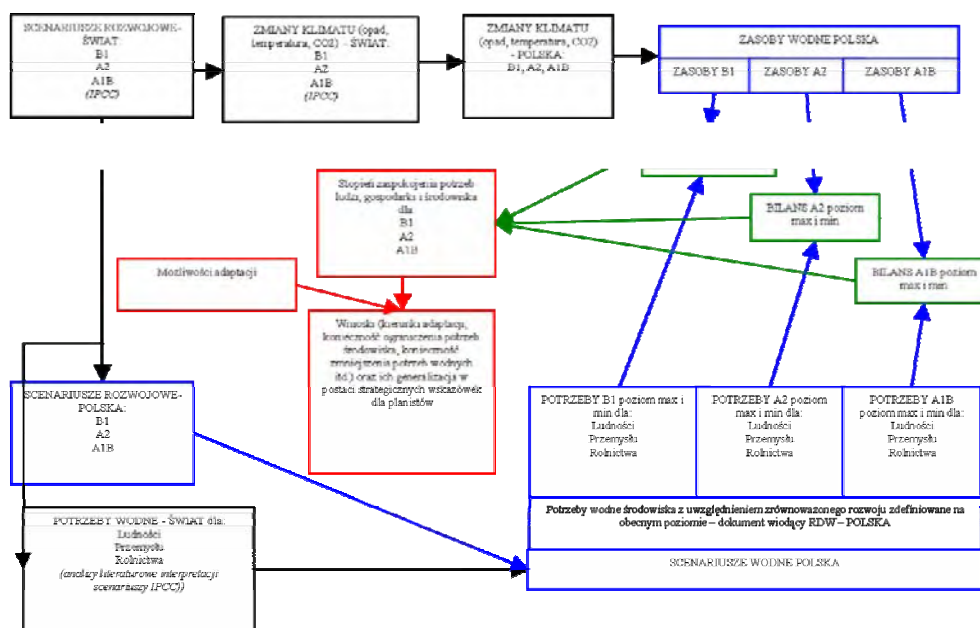 SCENARIUSZE ROZWOJOWE-
ŚWIAT:
B1
A2
A1B
(IPCC)
ZMIANY KLIMATU (opad,
temperatura, CO2) - ŚWIAT:
B1
A2
A1B
(IPCC)
ZMIANY KLIMATU
(opad, temperatura, CO2)
- POLSKA:
B1, A2, A1B
ZASOBY WODNE POLSKA
ZASOBY B1
ZASOBY A2
ZASOBY A1B
Stopień zaspokojenia potrzeb
ludzi, gospodarki i środowiska
dla
B1
A2
A1B
BILANS A2 poziom
max i min
BILANS A1B poziom
max i min
Możliwości adaptacji
Wnioski (kierunki adaptacji,
konieczność ograniczenia potrzeb
środowiska, konieczność
zmniejszenia potrzeb wodnych
itd.) oraz ich generalizacja w
postaci strategicznych wskazówek
dla planistów
SCENARIUSZE ROZWOJOWE-
POLSKA:
B1
A2
A1B
POTRZEBY B1 poziom max i
min dla:
Ludności
Przemysłu
Rolnictwa
POTRZEBY A2 poziom
max i min dla:
Ludności
Przemysłu
Rolnictwa
POTRZEBY A1B
poziom max i min dla:
Ludności
Przemysłu
Rolnictwa
Potrzeby wodne środowiska z uwzględnieniem zrównoważonego rozwoju zdefiniowane na
obecnym poziomie – dokument wiodący RDW – POLSKA
SCENARIUSZE WODNE POLSKA
POTRZEBY WODNE - ŚWIAT dla:
Ludności
Przemysłu
Rolnictwa
(analizy literaturowe interpretacji
scenariuszy IPCC))